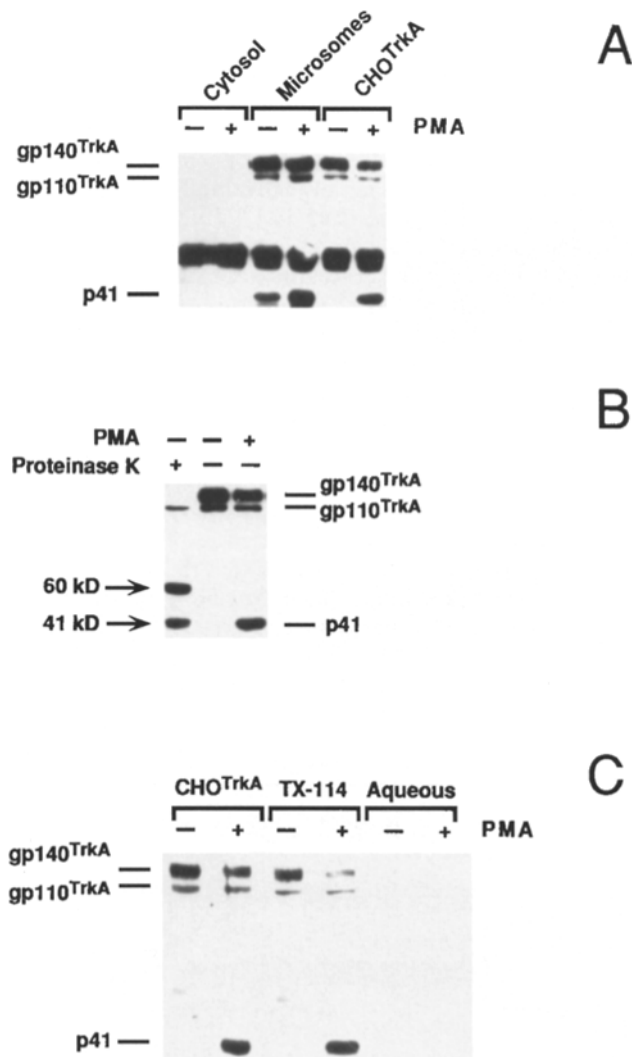 A
Cytosol Microsomes CHOTrkA
— + — + — + PMA
gp140TrkA
gp110TrkA
p41
B
PMA — — +
Proteinase K + — —
gp140TrkA
gp110TrkA
60 kD
41 kD p41
C
CHOTrkA TX-114 Aqueous
— + — + — + PMA
gp140TrkA
gp110TrkA
p41